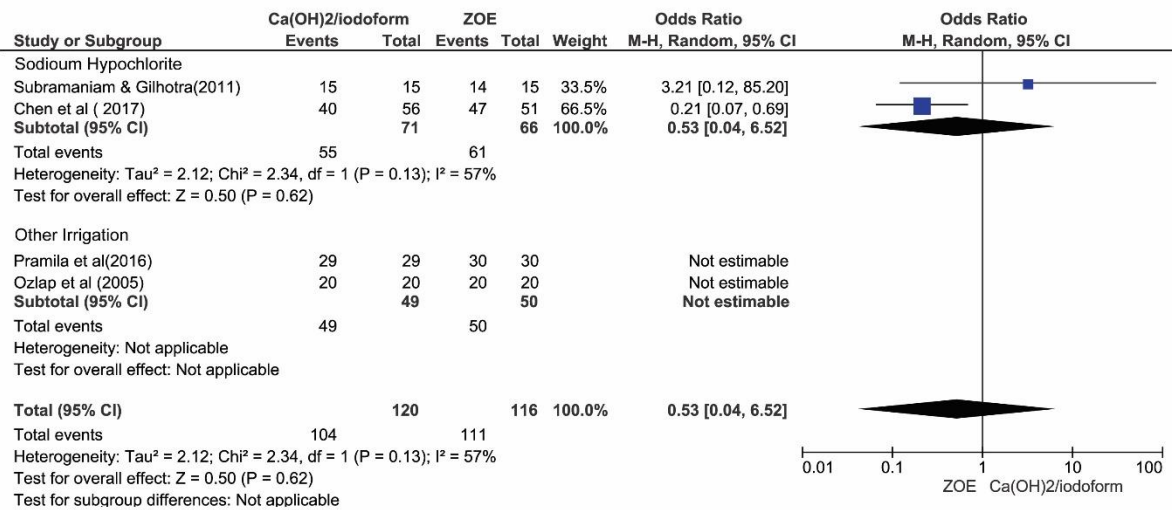 Ca(OH)2/iodoform ZOE Odds Ratio Odds Ratio
Study or Subgroup Events Total Events Total Weight M-H, Random, 95% CI M-H, Random, 95% CI
Sodioum Hypochlorite
Subramaniam & Gilhotra(2011) 15 15 14 15 33.5% 3.21 [0.12, 85.20]
Chen et al ( 2017) 40 56 47 51 66.5% 0.21 [0.07, 0.69]
Subtotal (95% CI) 71 66 100.0% 0.53 [0.04, 6.52]
Total events 55 61
Heterogeneity: Tau² = 2.12; Chi² = 2.34, df = 1 (P = 0.13); I² = 57%
Test for overall effect: Z = 0.50 (P = 0.62)
Other Irrigation
Pramila et al(2016) 29 29 30 30 Not estimable
Ozlap et al (2005) 20 20 20 20 Not estimable
Subtotal (95% CI) 49 50 Not estimable
Total events 49 50
Heterogeneity: Not applicable
Test for overall effect: Not applicable
Total (95% CI) 120 116 100.0% 0.53 [0.04, 6.52]
Total events 104 111
Heterogeneity: Tau² = 2.12; Chi² = 2.34, df = 1 (P = 0.13); I² = 57%
Test for overall effect: Z = 0.50 (P = 0.62)
Test for subgroup differences: Not applicable
0.01 0.1 1 10 100
ZOE Ca(OH)2/iodoform